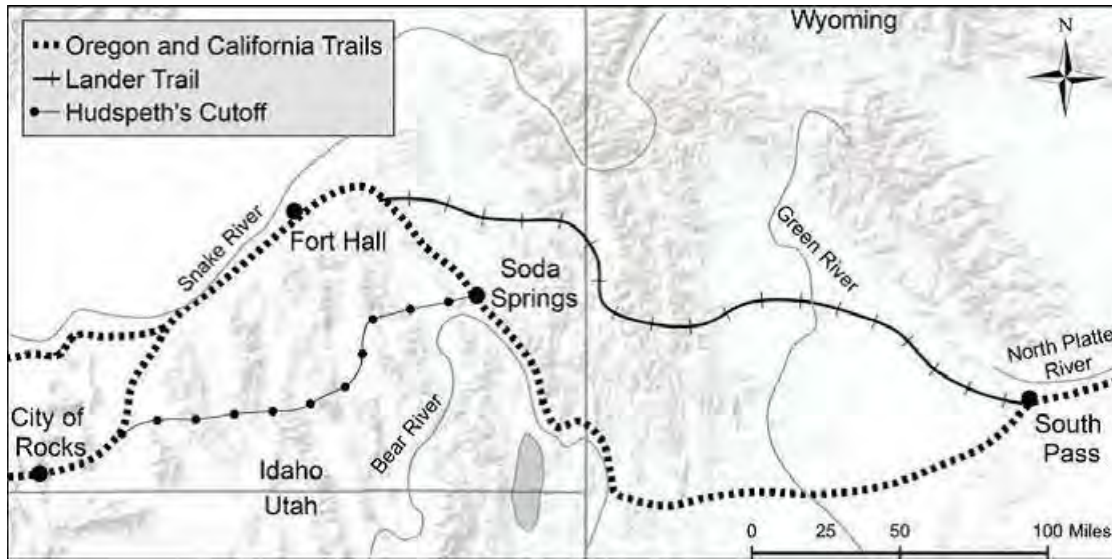 Wyoming
N
Oregon and California Trails
Lander Trail
Hudspeth's Cutoff
Snake River
Fort Hall
Soda
Springs
Green River
North Platte
River
South
Pass
City of
Rocks
Bear River
Idaho
Utah
0 25 50 100 Miles